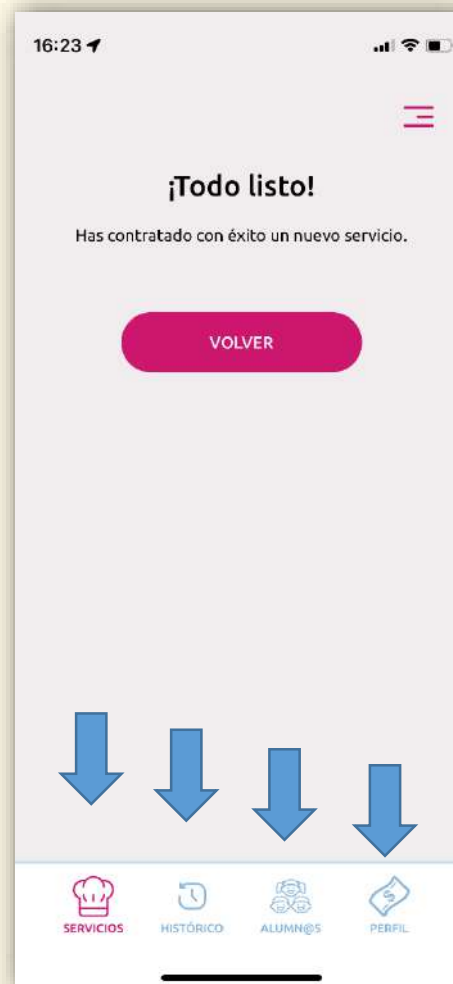 16:23
¡Todo listo!
Has contratado con éxito un nuevo servicio.
VOLVER
SERVICIOS HISTÓRICO ALUMN@S PERFIL